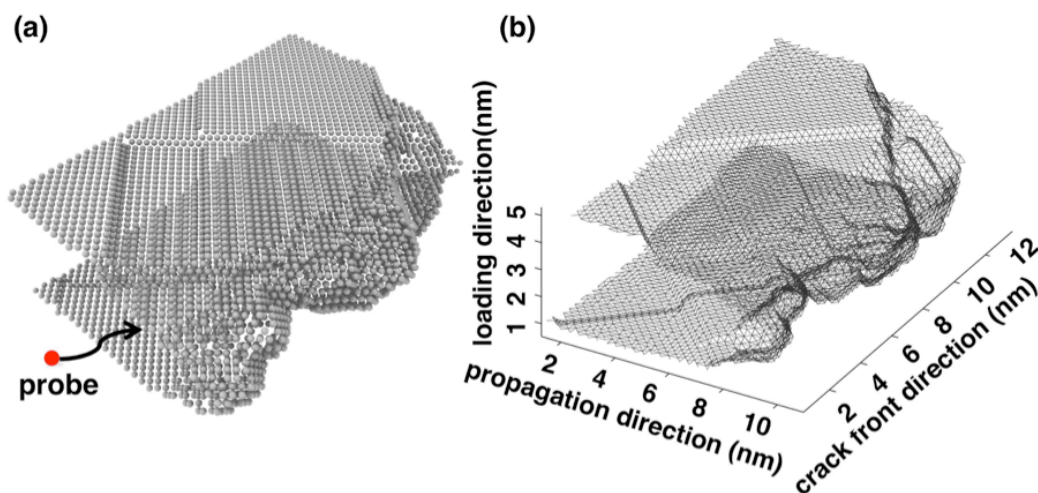 (a)
probe
(b)
loading direction(nm)
5
4
3
2
1
2
4
6
8
10
propagation direction (nm)
2
4
6
8
10
12
crack front direction (nm)